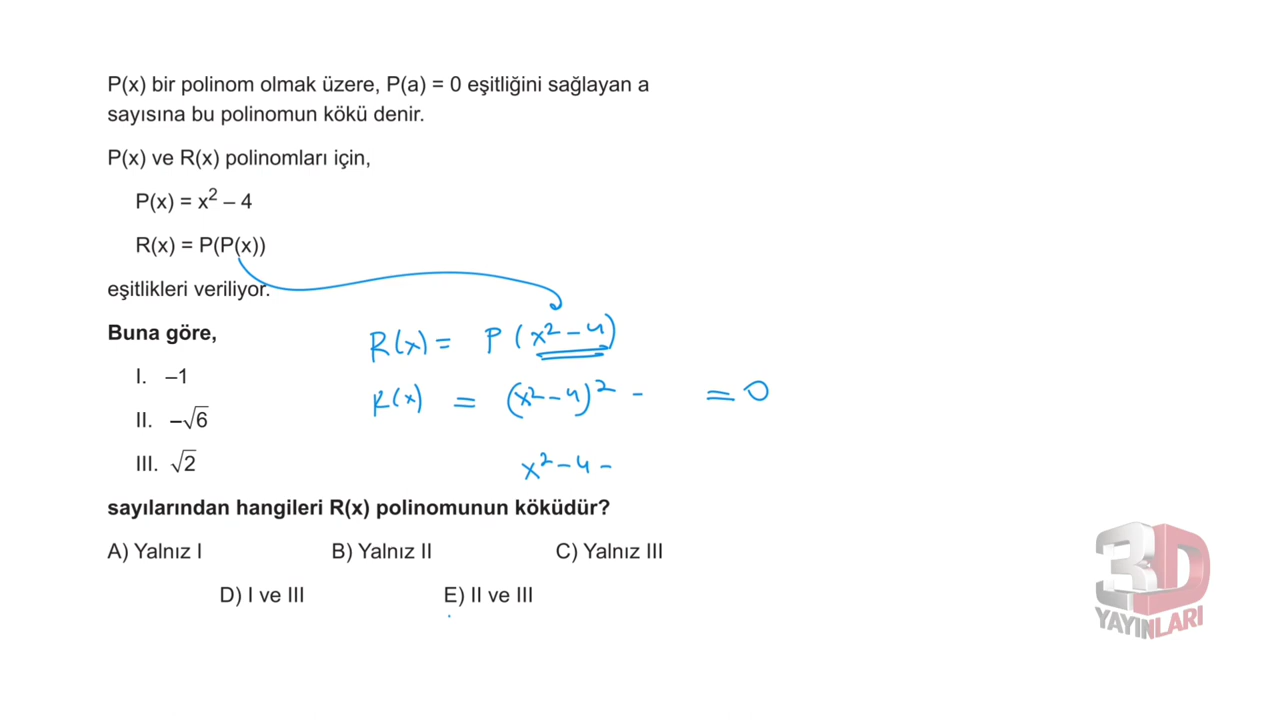 P(x) bir polinom olmak üzere, P(a) = 0 eşitliğini sağlayan a
sayısına bu polinomun kökü denir.
P(x) ve R(x) polinomları için,
P(x) = x² – 4
R(x) = P(P(x))
eşitlikleri veriliyor.
R(x) = P(x² – 4)
Buna göre,
I. –1
R(x) = (x² – 4)² – = 0
II. –√6
III. √2
x² – 4 –
sayılarından hangileri R(x) polinomunun köküdür?
A) Yalnız I B) Yalnız II C) Yalnız III
D) I ve III E) II ve III
3D
YAYINLARI